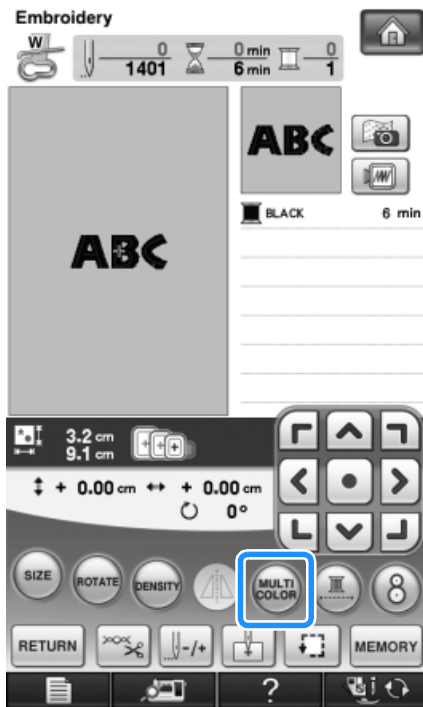 Embroidery
W
0
1401
0 min
6 min
0
1
ABC
ABC
BLACK 6 min
3.2 cm
9.1 cm
+ 0.00 cm + 0.00 cm
0°
SIZE
ROTATE
DENSITY
MULTI
COLOR
8
RETURN
-/+
MEMORY
?